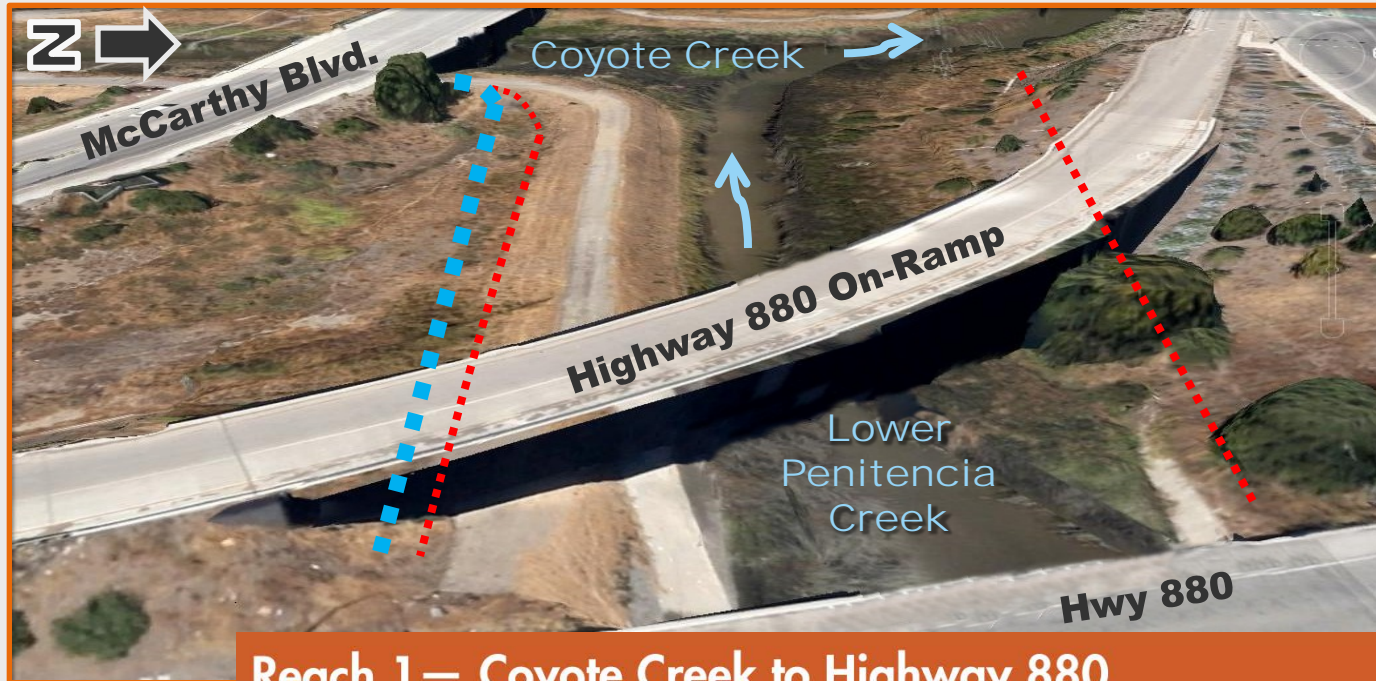 N
McCarthy Blvd.
Coyote Creek
Highway 880 On-Ramp
Lower
Penitencia
Creek
Hwy 880
Reach 1— Coyote Creek to Highway 880